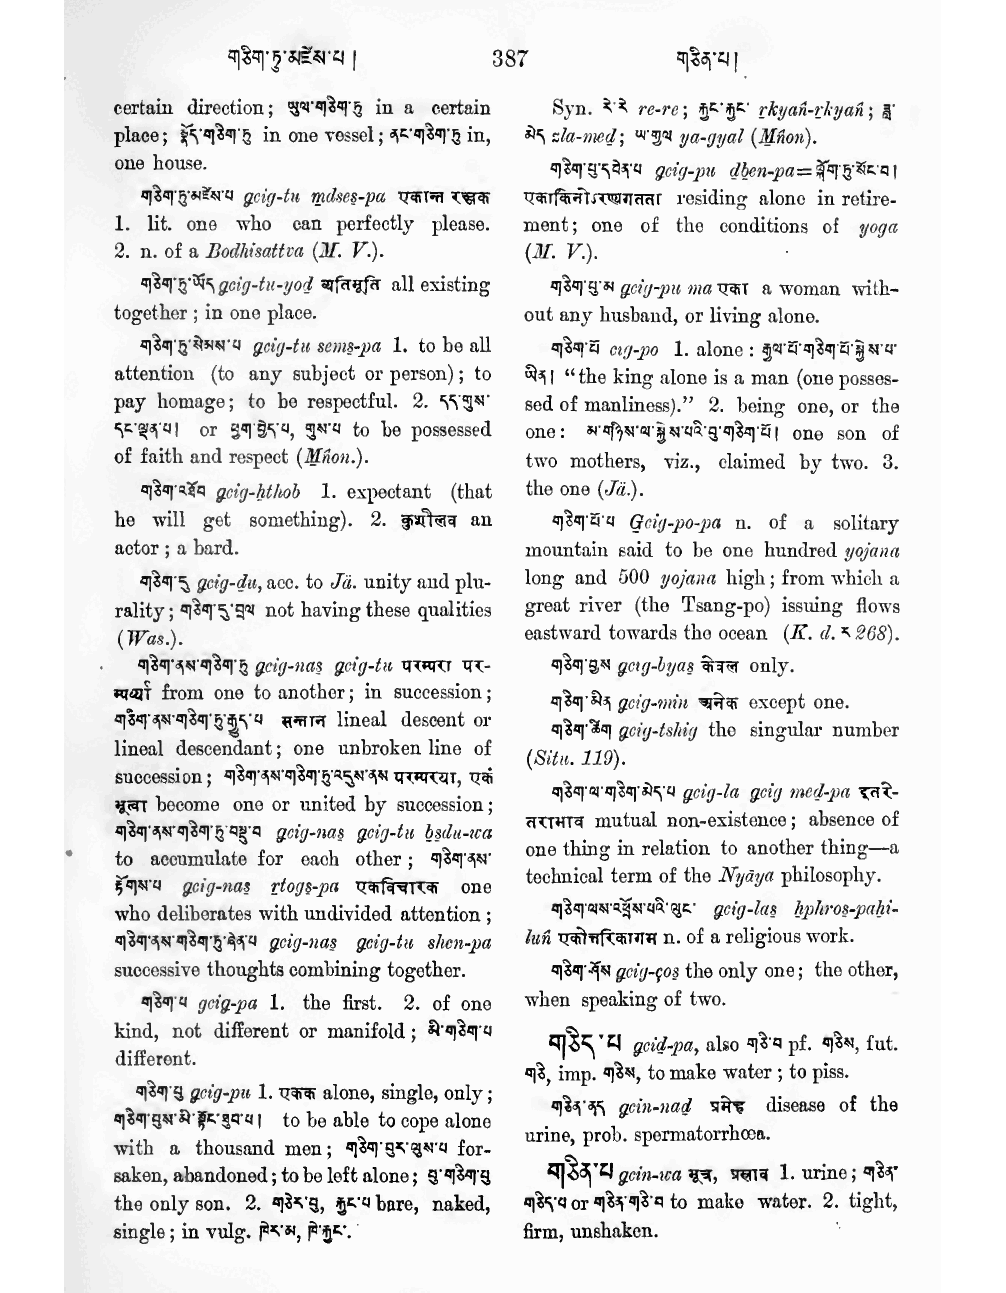 གཅིག་ཏུ་མཛེས་པ། 387 གཅིན་པ།
certain direction; ཡུལ་གཅིག་ཏུ in a certain
place; སྣོད་གཅིག་ཏུ in one vessel; ནང་གཅིག་ཏུ in,
one house.
གཅིག་ཏུ་མཛེས་པ gcig-tu mdses-pa एकान्त रञ्जक
1. lit. one who can perfectly please.
2. n. of a Bodhisattva (M. V.).
གཅིག་ཏུ་ཡོད gcig-tu-yod all existing
together; in one place.
གཅིག་ཏུ་སེམས་པ gcig-tu sems-pa 1. to be all
attention (to any subject or person); to
pay homage; to be respectful. 2. དད་གུས་
དང་ལྡན་པ། or ཕྲག་བྱེད་པ, གུས་པ to be possessed
of faith and respect (Mñon.).
གཅིག་འཐོབ gcig-ḥthob 1. expectant (that
he will get something). 2. कुशीलव an
actor; a bard.
གཅིག་དུ gcig-du, acc. to Jä. unity and plu-
rality; གཅིག་དུ་བྲལ not having these qualities
(Was.).
གཅིག་ནས་གཅིག་ཏུ gcig-nas gcig-tu परम्परा पर-
म्पर्य्या from one to another; in succession;
གཅིག་ནས་གཅིག་ཏུ་རྒྱུད་པ सन्तान lineal descent or
lineal descendant; one unbroken line of
succession; གཅིག་ནས་གཅིག་ཏུ་འདུས་ནས परम्परया, एकं
भूत्वा become one or united by succession;
གཅིག་ནས་གཅིག་ཏུ་བསྡུ་བ gcig-nas gcig-tu bsdu-wa
to accumulate for each other; གཅིག་ནས་
རྟོགས་པ gcig-nas rtogs-pa एकविचारक one
who deliberates with undivided attention;
གཅིག་ནས་གཅིག་ཏུ་ཞེན་པ gcig-nas gcig-tu shen-pa
successive thoughts combining together.
གཅིག་པ gcig-pa 1. the first. 2. of one
kind, not different or manifold; མི་གཅིག་པ
different.
གཅིག་པུ gcig-pu 1. एकक alone, single, only;
གཅིག་པུས་མི་སྟོང་ཐུབ་པ། to be able to cope alone
with a thousand men; གཅིག་པུར་ལུས་པ for-
saken, abandoned; to be left alone; བུ་གཅིག་པུ
the only son. 2. གཅེར་བུ, རྐྱང་པ bare, naked,
single; in vulg. ཁེར་མ, ཁེ་རྐྱང་.
Syn. རེ་རེ re-re; རྐྱང་རྐྱང་ rkyañ-rkyañ; ཟླ་
མེད zla-med; ཡ་གྱལ ya-gyal (Mñon).
གཅིག་པུ་དབེན་པ gcig-pu dben-pa=ལྐོག་ཏུ་སོང་བ།
एकाकिनोऽरण्यगतता residing alone in retire-
ment; one of the conditions of yoga
(M. V.).
གཅིག་པུ་མ gcig-pu ma एका a woman with-
out any husband, or living alone.
གཅིག་པོ cig-po 1. alone: རྒྱལ་པོ་གཅིག་པོ་སྐྱེས་པ་
ཡིན། “the king alone is a man (one posses-
sed of manliness).” 2. being one, or the
one: མ་གཉིས་ལ་སྐྱེས་པའི་བུ་གཅིག་པོ། one son of
two mothers, viz., claimed by two. 3.
the one (Jä.).
གཅིག་པོ་པ Gcig-po-pa n. of a solitary
mountain said to be one hundred yojana
long and 500 yojana high; from which a
great river (the Tsang-po) issuing flows
eastward towards the ocean (K. d. ར 268).
གཅིག་བྱས gcig-byas केवल only.
གཅིག་མིན gcig-min अनेक except one.
གཅིག་ཚིག gcig-tshig the singular number
(Situ. 119).
གཅིག་ལ་གཅིག་མེད་པ gcig-la gcig med-pa इतरे-
तराभाव mutual non-existence; absence of
one thing in relation to another thing—a
technical term of the Nyāya philosophy.
གཅིག་ལས་འཕྲོས་པའི་ལུང་ gcig-las ḥphros-paḥi-
luñ एकोत्तरिकागम n. of a religious work.
གཅིག་ཤོས gcig-ços the only one; the other,
when speaking of two.
གཅིད་པ gcid-pa, also གཅི་བ pf. གཅིས, fut.
གཅི, imp. གཅིས, to make water; to piss.
གཅིན་ནད gcin-nad प्रमेह disease of the
urine, prob. spermatorrhœa.
གཅིན་པ gcin-wa मूत्र, प्रस्राव 1. urine; གཅིན་
གཅིད་པ or གཅིན་གཅི་བ to make water. 2. tight,
firm, unshaken.